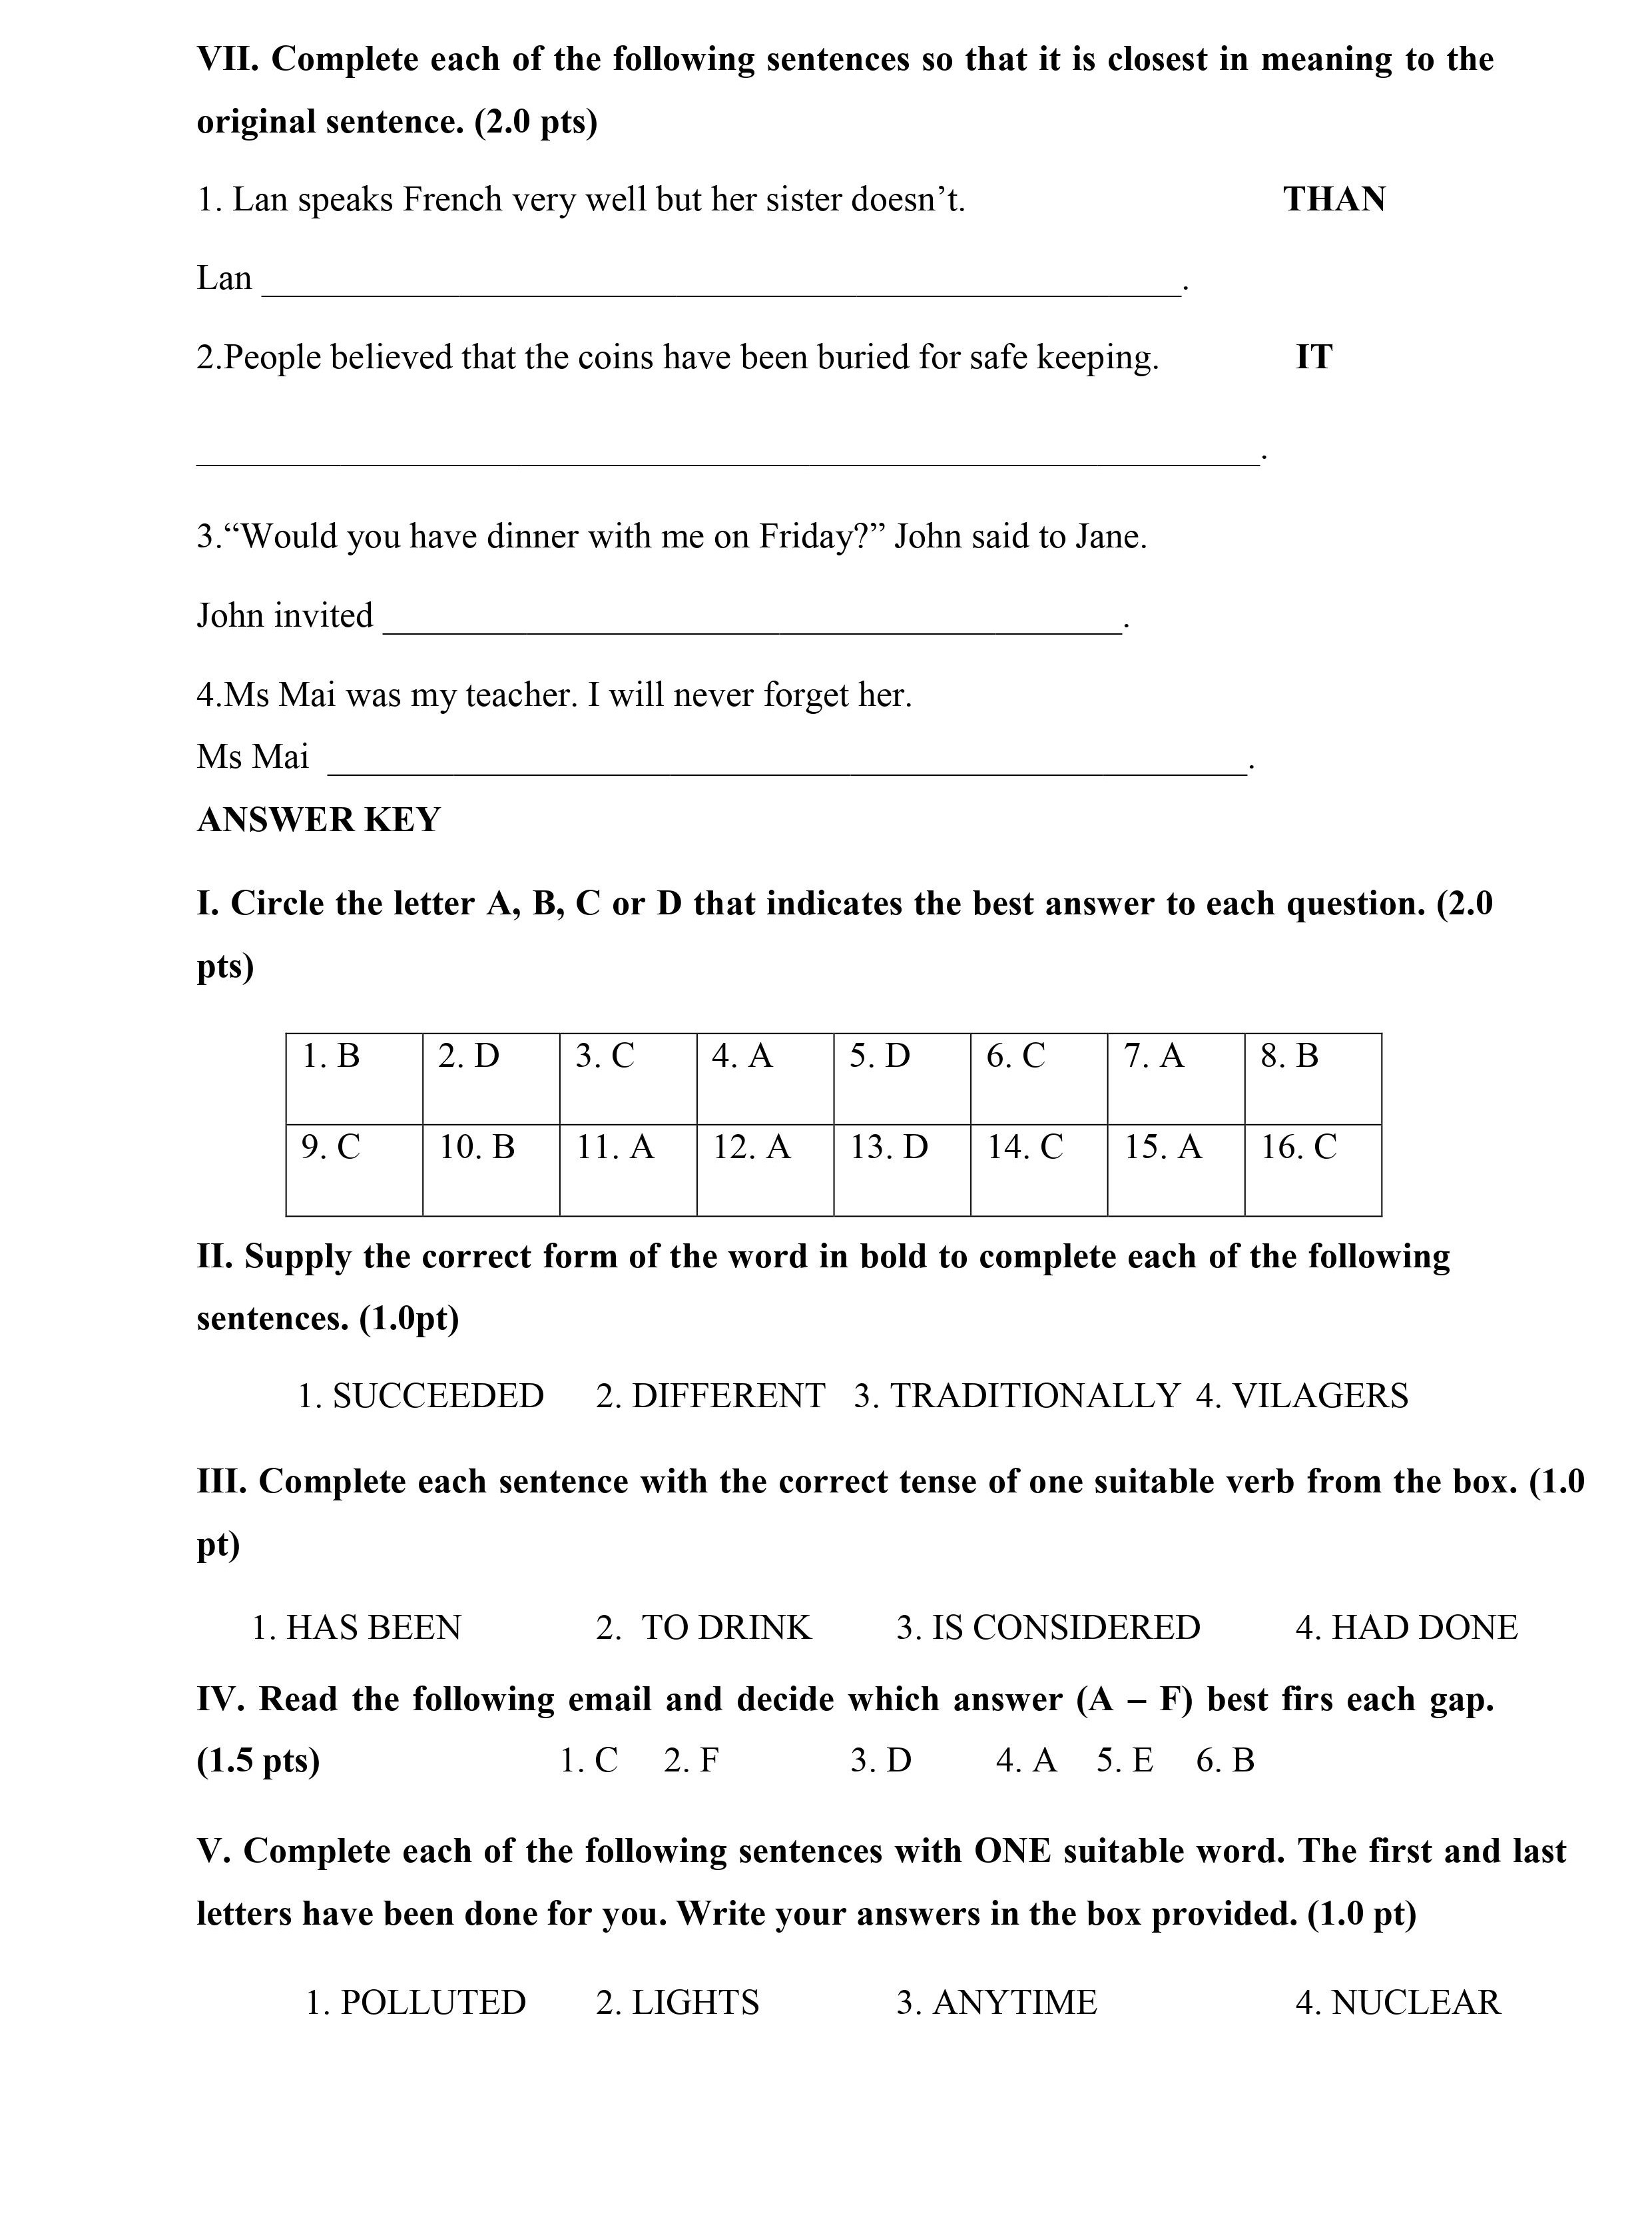 VII. Complete each of the following sentences so that it is closest in meaning to the
original sentence. (2.0 pts)
1. Lan speaks French very well but her sister doesn’t. THAN
Lan ___________________________________________________.
2.People believed that the coins have been buried for safe keeping. IT
___________________________________________________________.
3.“Would you have dinner with me on Friday?” John said to Jane.
John invited _________________________________________.
4.Ms Mai was my teacher. I will never forget her.
Ms Mai ___________________________________________________.
ANSWER KEY
I. Circle the letter A, B, C or D that indicates the best answer to each question. (2.0
pts)
1. B 2. D 3. C 4. A 5. D 6. C 7. A 8. B
9. C 10. B 11. A 12. A 13. D 14. C 15. A 16. C
II. Supply the correct form of the word in bold to complete each of the following
sentences. (1.0pt)
1. SUCCEEDED 2. DIFFERENT 3. TRADITIONALLY 4. VILAGERS
III. Complete each sentence with the correct tense of one suitable verb from the box. (1.0
pt)
1. HAS BEEN 2. TO DRINK 3. IS CONSIDERED 4. HAD DONE
IV. Read the following email and decide which answer (A – F) best firs each gap.
(1.5 pts) 1. C 2. F 3. D 4. A 5. E 6. B
V. Complete each of the following sentences with ONE suitable word. The first and last
letters have been done for you. Write your answers in the box provided. (1.0 pt)
1. POLLUTED 2. LIGHTS 3. ANYTIME 4. NUCLEAR